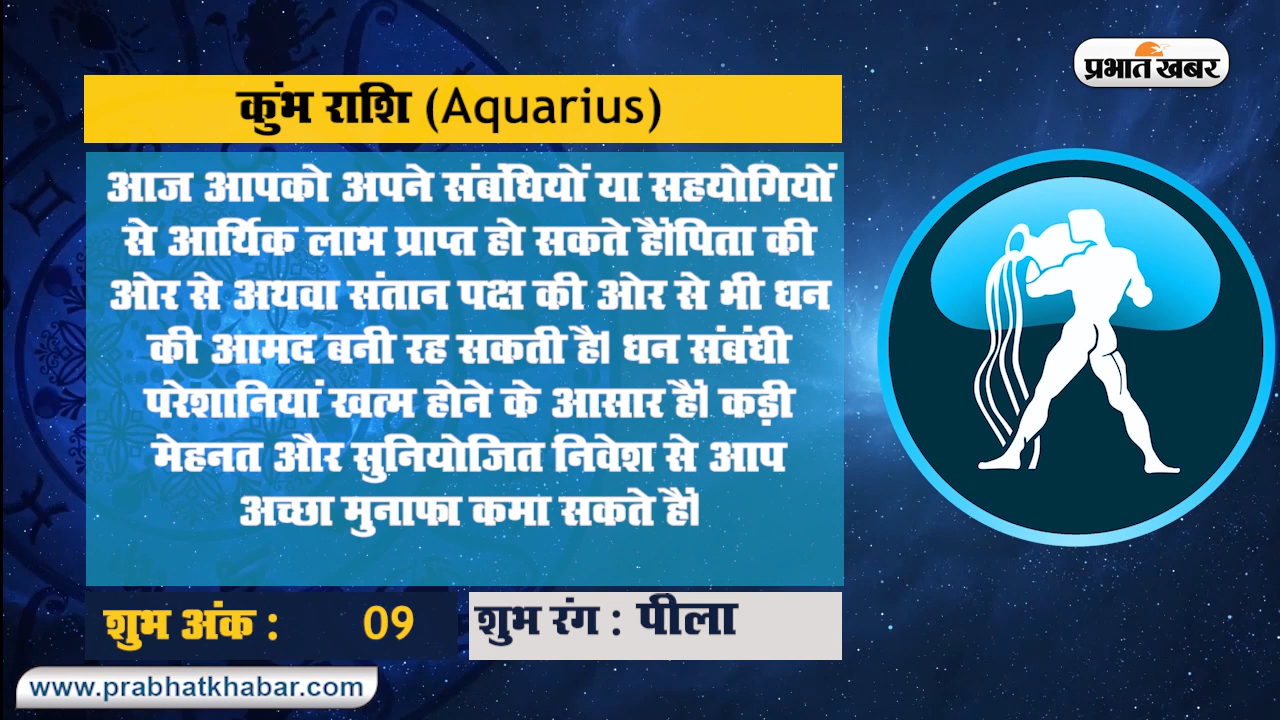 प्रभात खबर
कुंभ राशि (Aquarius)
आज आपको अपने संबंधियों या सहयोगियों
से आर्थिक लाभ प्राप्त हो सकते हैं।पिता की
ओर से अथवा संतान पक्ष की ओर से भी धन
की आमद बनी रह सकती है। धन संबंधी
परेशानियां खत्म होने के आसार हैं। कड़ी
मेहनत और सुनियोजित निवेश से आप
अच्छा मुनाफा कमा सकते हैं।
शुभ अंक : 09
शुभ रंग : पीला
www.prabhatkhabar.com